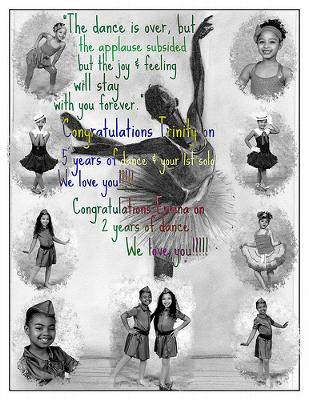 "The dance is over, but
the applause subsided
but the joy & feeling
will stay
with you forever.
Congratulations Trinity on
5 years of dance & your 1st solo
We love you!!!!
Congratulations on
2 years of dance
We love you!!!!!